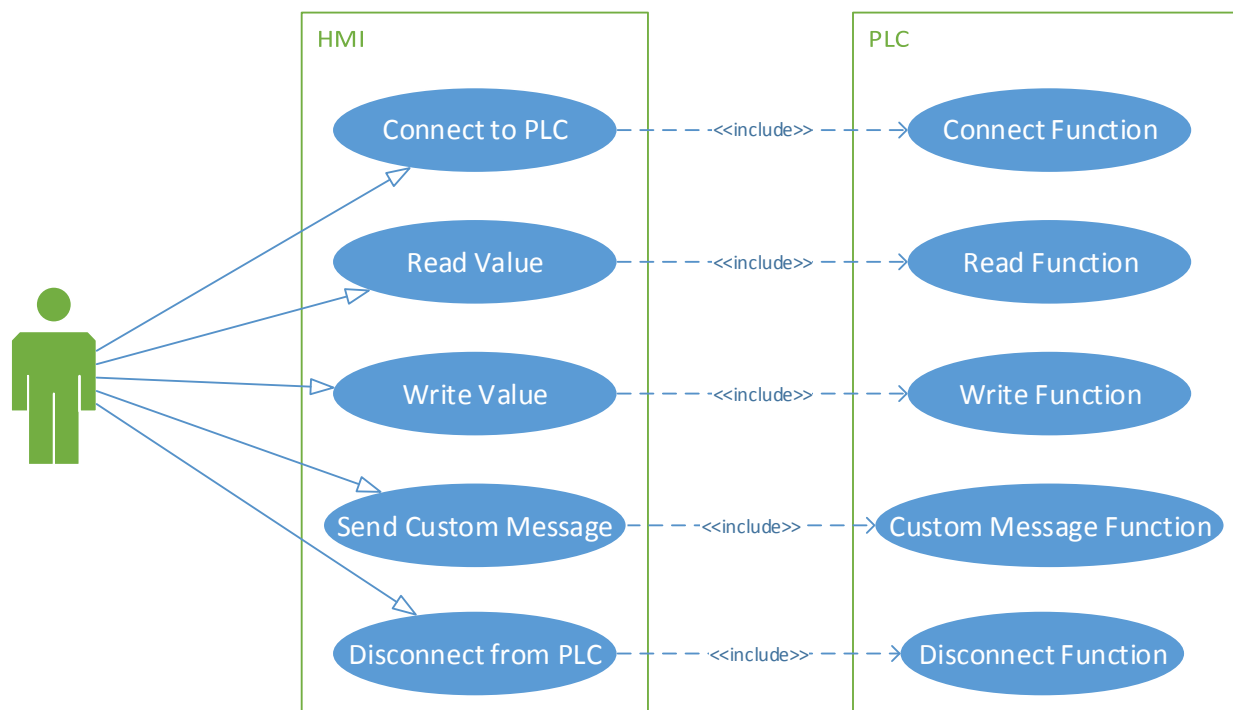 HMI
PLC
Connect to PLC
<<include>>
Connect Function
Read Value
<<include>>
Read Function
Write Value
<<include>>
Write Function
Send Custom Message
<<include>>
Custom Message Function
Disconnect from PLC
<<include>>
Disconnect Function